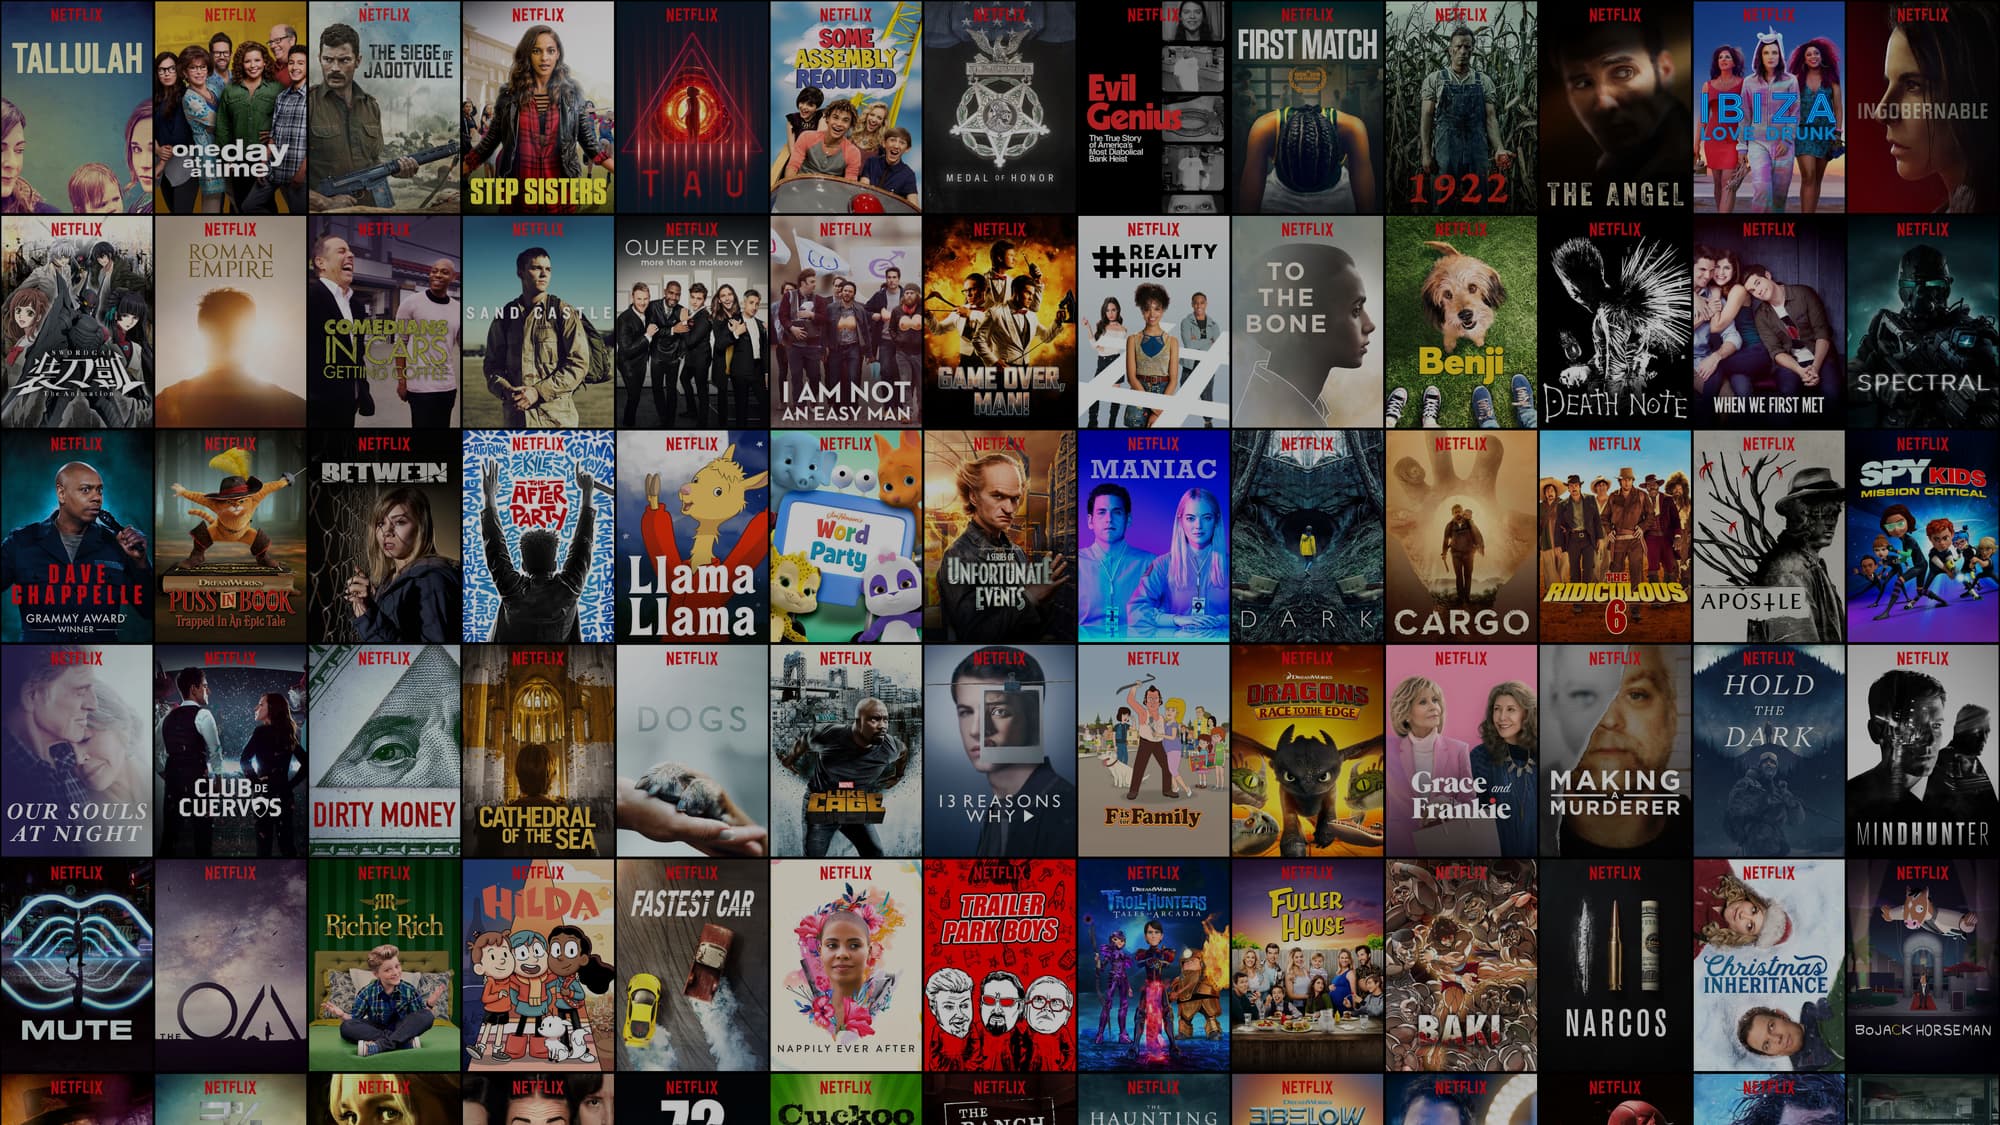 NETFLIX
TALLULAH
NETFLIX
one day
at a time
NETFLIX
THE SIEGE OF
JADOTVILLE
NETFLIX
STEP SISTERS
NETFLIX
TAU
NETFLIX
SOME
ASSEMBLY
REQUIRED
NETFLIX
MEDAL OF HONOR
NETFLIX
Evil
Genius
The True Story
of America's
Most Diabolical
Bank Heist
NETFLIX
FIRST MATCH
NETFLIX
1922
NETFLIX
THE ANGEL
NETFLIX
IBIZA
LOVE DRUNK
NETFLIX
INGOBERNABLE
NETFLIX
SWORDGAI
装刀凱
The Animation
NETFLIX
ROMAN
EMPIRE
NETFLIX
COMEDIANS
IN CARS
GETTING COFFEE
NETFLIX
SAND CASTLE
NETFLIX
QUEER EYE
more than a makeover
NETFLIX
I AM NOT
AN EASY MAN
NETFLIX
GAME OVER,
MAN!
NETFLIX
#REALITY
HIGH
NETFLIX
TO
THE
BONE
NETFLIX
Benji
NETFLIX
DEATH NOTE
NETFLIX
WHEN WE FIRST MET
NETFLIX
SPECTRAL
NETFLIX
DAVE
CHAPPELLE
GRAMMY AWARD
WINNER
NETFLIX
DREAMWORKS
PUSS IN BOOK
Trapped In An Epic Tale
NETFLIX
BETWEEN
NETFLIX
FEATURING
KYLE
THE
AFTER
PARTY
NETFLIX
Llama
Llama
NETFLIX
Jim Henson's
Word
Party
NETFLIX
A SERIES OF
UNFORTUNATE
EVENTS
NETFLIX
MANIAC
NETFLIX
DARK
NETFLIX
CARGO
NETFLIX
THE
RIDICULOUS
6
NETFLIX
APOSTLE
NETFLIX
SPY KIDS
MISSION CRITICAL
NETFLIX
OUR SOULS
AT NIGHT
NETFLIX
CLUB DE
CUERVOS
NETFLIX
DIRTY MONEY
NETFLIX
CATHEDRAL
OF THE SEA
NETFLIX
DOGS
NETFLIX
MARVEL
LUKE
CAGE
NETFLIX
13 REASONS
WHY
NETFLIX
F is for Family
NETFLIX
DREAMWORKS
DRAGONS
RACE TO THE EDGE
NETFLIX
Grace and
Frankie
NETFLIX
MAKING
A
MURDERER
NETFLIX
HOLD
THE
DARK
NETFLIX
MINDHUNTER
NETFLIX
MUTE
NETFLIX
THE OA
NETFLIX
RR
Richie Rich
NETFLIX
HILDA
NETFLIX
FASTEST CAR
NETFLIX
NAPPILY EVER AFTER
NETFLIX
TRAILER
PARK BOYS
NETFLIX
DREAMWORKS
TROLLHUNTERS
TALES OF ARCADIA
NETFLIX
FULLER
HOUSE
NETFLIX
BAKI
NETFLIX
NARCOS
NETFLIX
Christmas
INHERITANCE
NETFLIX
BOJACK HORSEMAN
NETFLIX
NETFLIX
3%
NETFLIX
NETFLIX
NETFLIX
72
NETFLIX
Cuckoo
NETFLIX
THE
RANCH
NETFLIX
THE
HAUNTING
NETFLIX
DREAMWORKS
3BELOW
NETFLIX
NETFLIX
NETFLIX
NETFLIX